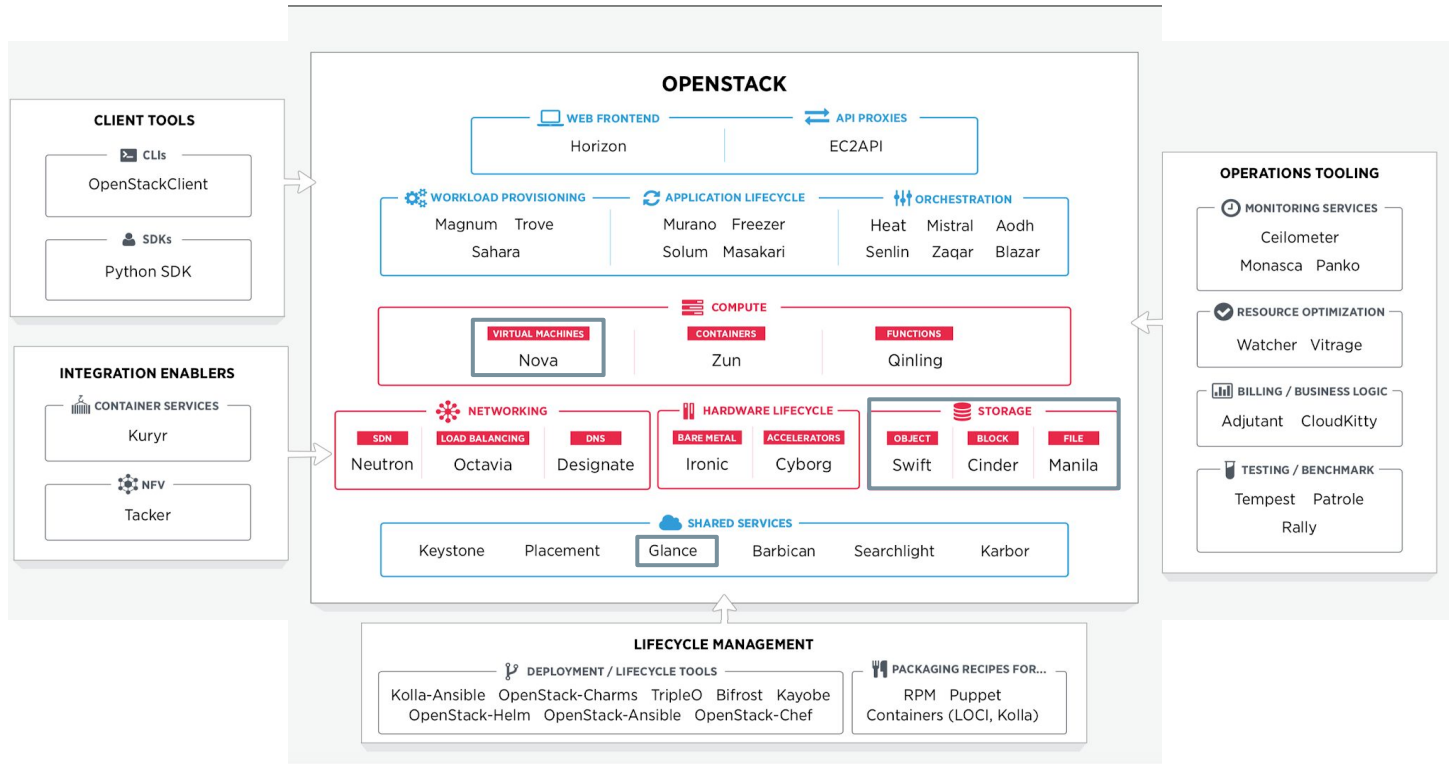 OPENSTACK
WEB FRONTEND
API PROXIES
Horizon
EC2API
WORKLOAD PROVISIONING
APPLICATION LIFECYCLE
ORCHESTRATION
Magnum Trove
Sahara
Murano Freezer
Solum Masakari
Heat Mistral Aodh
Senlin Zaqar Blazar
COMPUTE
VIRTUAL MACHINES
Nova
CONTAINERS
Zun
FUNCTIONS
Qinling
NETWORKING
SDN
Neutron
LOAD BALANCING
Octavia
DNS
Designate
HARDWARE LIFECYCLE
BARE METAL
Ironic
ACCELERATORS
Cyborg
STORAGE
OBJECT
Swift
BLOCK
Cinder
FILE
Manila
SHARED SERVICES
Keystone Placement Glance Barbican Searchlight Karbor
CLIENT TOOLS
CLIs
OpenStackClient
SDKs
Python SDK
INTEGRATION ENABLERS
CONTAINER SERVICES
Kuryr
NFV
Tacker
OPERATIONS TOOLING
MONITORING SERVICES
Ceilometer
Monasca Panko
RESOURCE OPTIMIZATION
Watcher Vitrage
BILLING / BUSINESS LOGIC
Adjutant CloudKitty
TESTING / BENCHMARK
Tempest Patrole
Rally
LIFECYCLE MANAGEMENT
DEPLOYMENT / LIFECYCLE TOOLS
Kolla-Ansible OpenStack-Charms TripleO Bifrost Kayobe
OpenStack-Helm OpenStack-Ansible OpenStack-Chef
PACKAGING RECIPES FOR...
RPM Puppet
Containers (LOCI, Kolla)